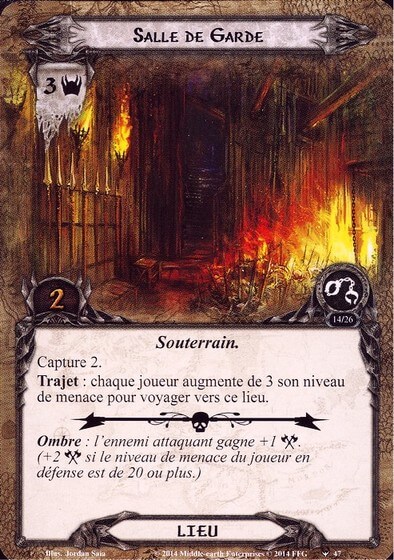 Salle de Garde
3
2
14/26
Souterrain.
Capture 2.
Trajet : chaque joueur augmente de 3 son niveau
de menace pour voyager vers ce lieu.
Ombre : l'ennemi attaquant gagne +1 .
(+2 si le niveau de menace du joueur en
défense est de 20 ou plus.)
LIEU
Illus. Jordan Saia © 2014 Middle-earth Enterprises © 2014 FFG 47